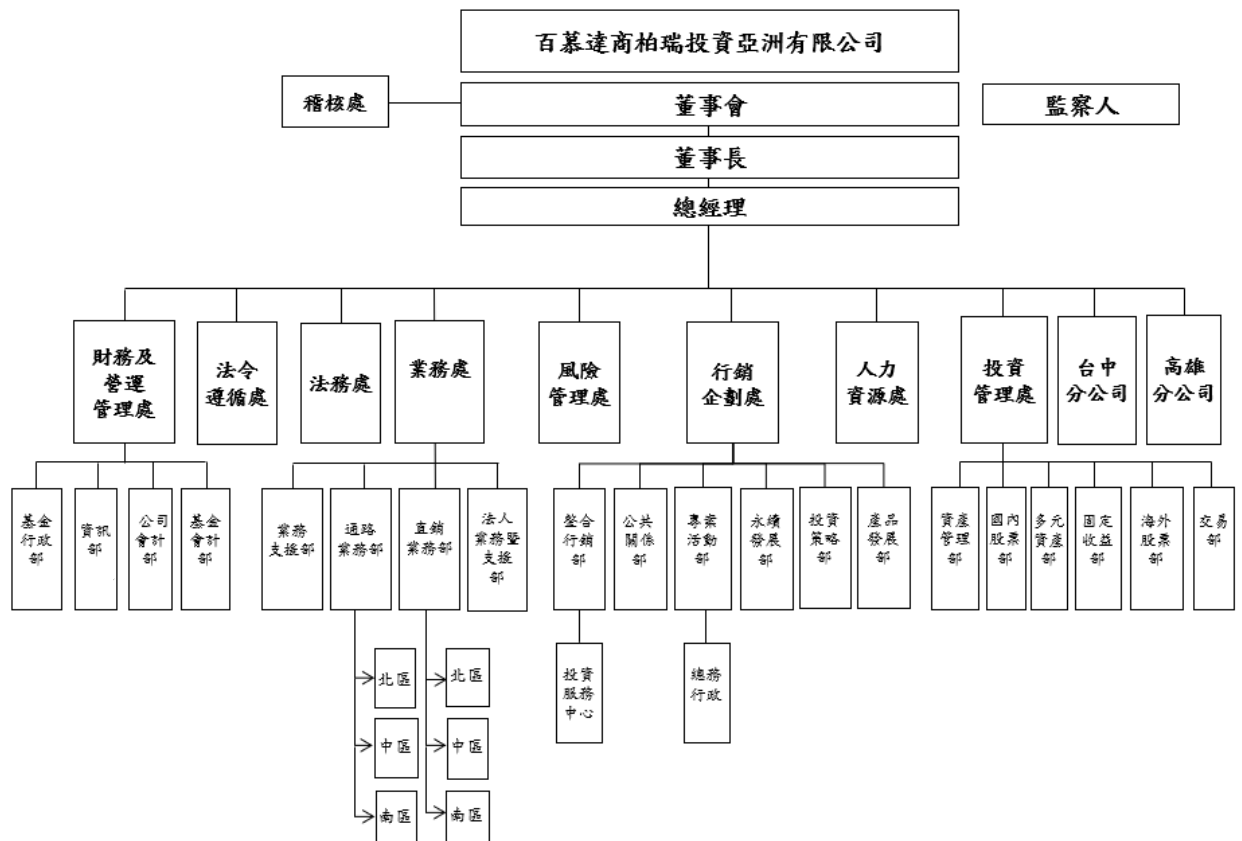 百慕達商柏瑞投資亞洲有限公司
稽核處
董事會
監察人
董事長
總經理
財務及
營運
管理處
法令
遵循處
法務處
業務處
風險
管理處
行銷
企劃處
人力
資源處
投資
管理處
台中
分公司
高雄
分公司
基金
行政
部
資訊
部
公司
會計
部
基金
會計
部
業務
支援部
通路
業務部
直銷
業務部
法人
業務暨
支援
部
整合
行銷
部
公共
關係
部
專案
活動
部
永續
發展
部
投資
策略
部
產品
發展
部
資產
管理
部
國內
股票
部
多元
資產
部
固定
收益
部
海外
股票
部
交易
部
北區
中區
南區
北區
中區
南區
投資
服務
中心
總務
行政